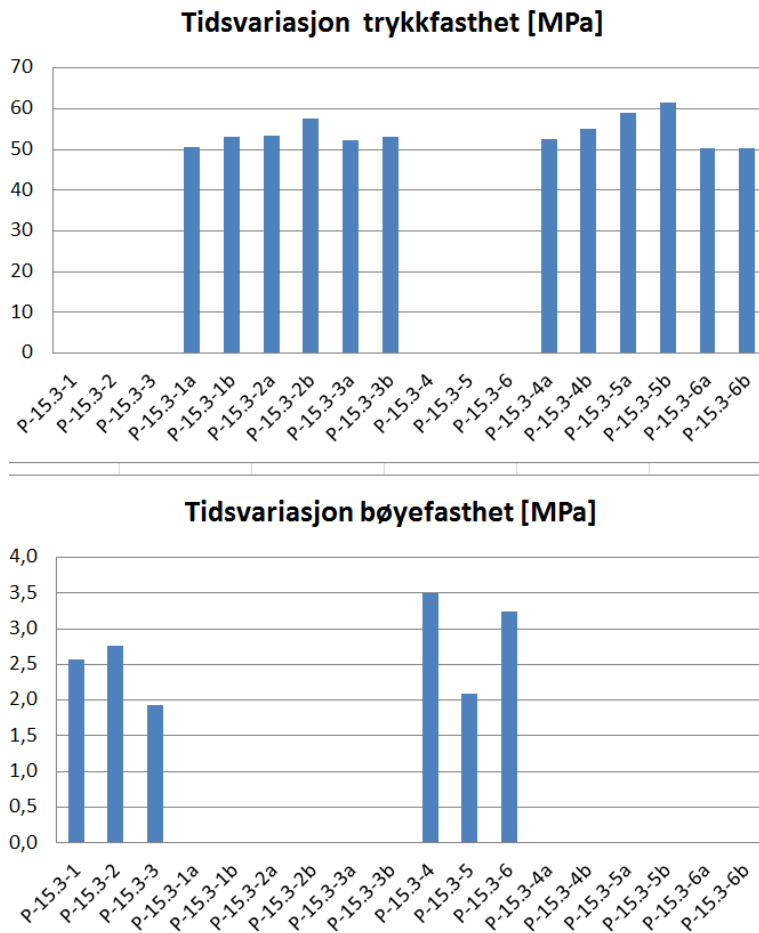 Tidsvariasjon trykkfasthet [MPa]
70
60
50
40
30
20
10
0
P-15.3-1
P-15.3-2
P-15.3-3
P-15.3-1a
P-15.3-1b
P-15.3-2a
P-15.3-2b
P-15.3-3a
P-15.3-3b
P-15.3-4
P-15.3-5
P-15.3-6
P-15.3-4a
P-15.3-4b
P-15.3-5a
P-15.3-5b
P-15.3-6a
P-15.3-6b
Tidsvariasjon bøyefasthet [MPa]
4,0
3,5
3,0
2,5
2,0
1,5
1,0
0,5
0,0
P-15.3-1
P-15.3-2
P-15.3-3
P-15.3-1a
P-15.3-1b
P-15.3-2a
P-15.3-2b
P-15.3-3a
P-15.3-3b
P-15.3-4
P-15.3-5
P-15.3-6
P-15.3-4a
P-15.3-4b
P-15.3-5a
P-15.3-5b
P-15.3-6a
P-15.3-6b